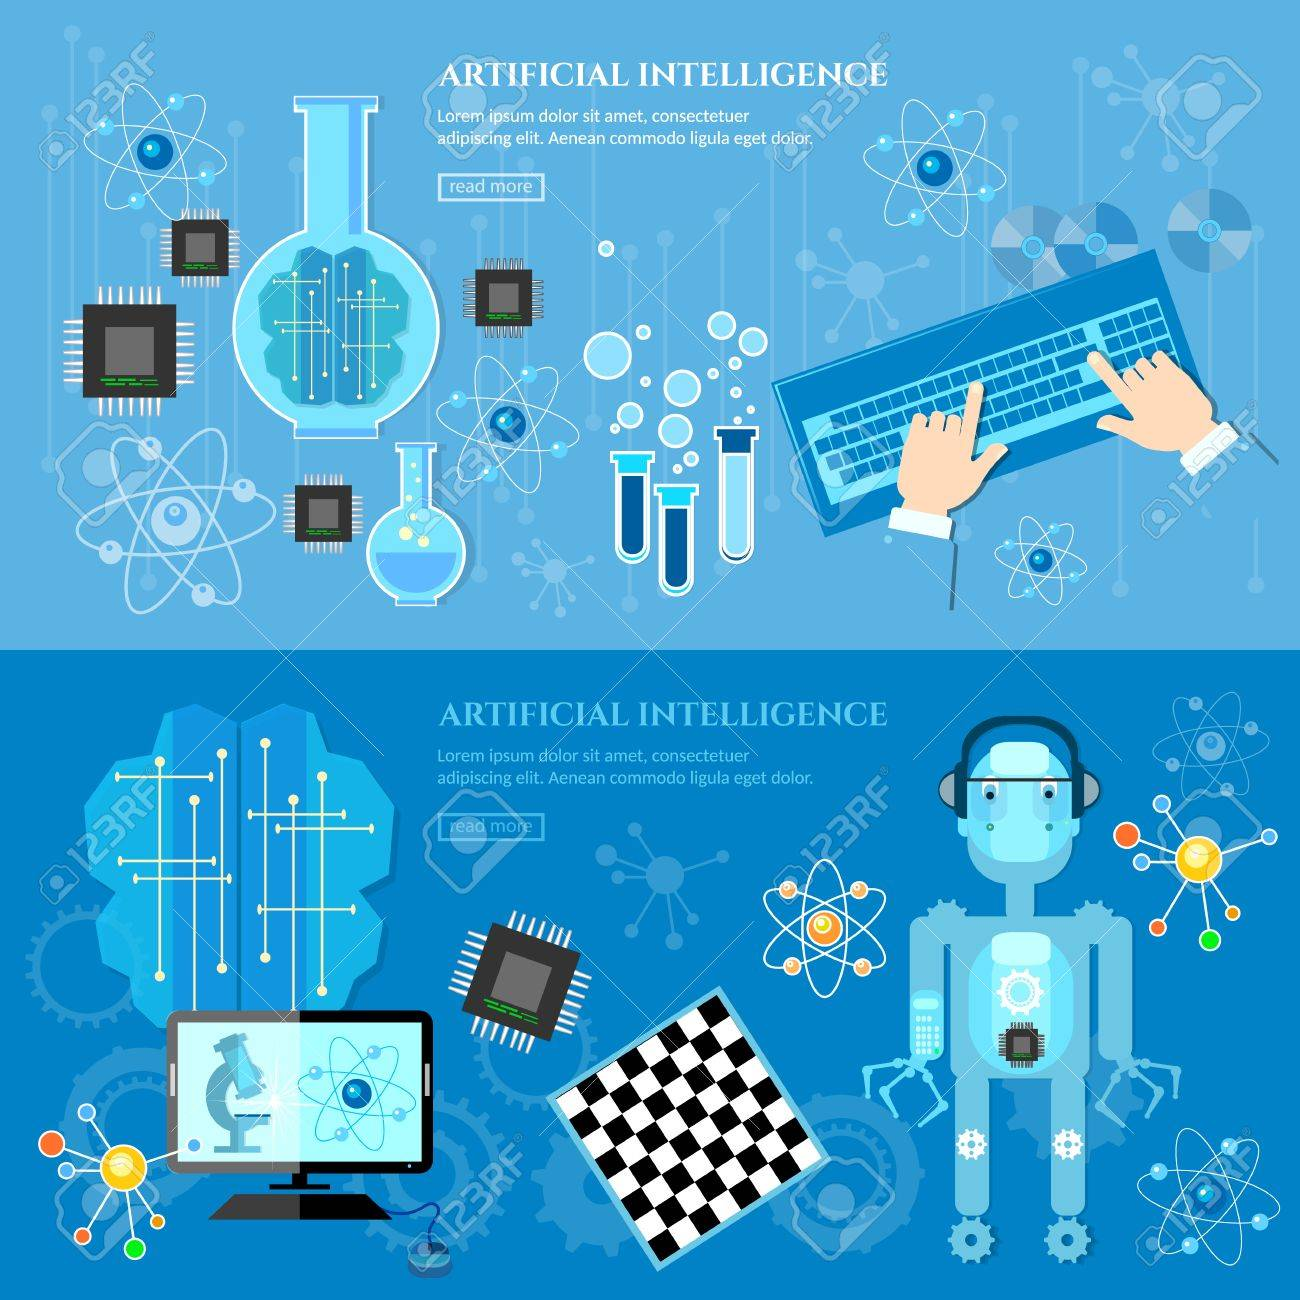 ARTIFICIAL INTELLIGENCE
Lorem ipsum dolor sit amet, consectetuer
adipiscing elit. Aenean commodo ligula eget dolor.
read more
ARTIFICIAL INTELLIGENCE
Lorem ipsum dolor sit amet, consectetuer
adipiscing elit. Aenean commodo ligula eget dolor.
read more
123RF